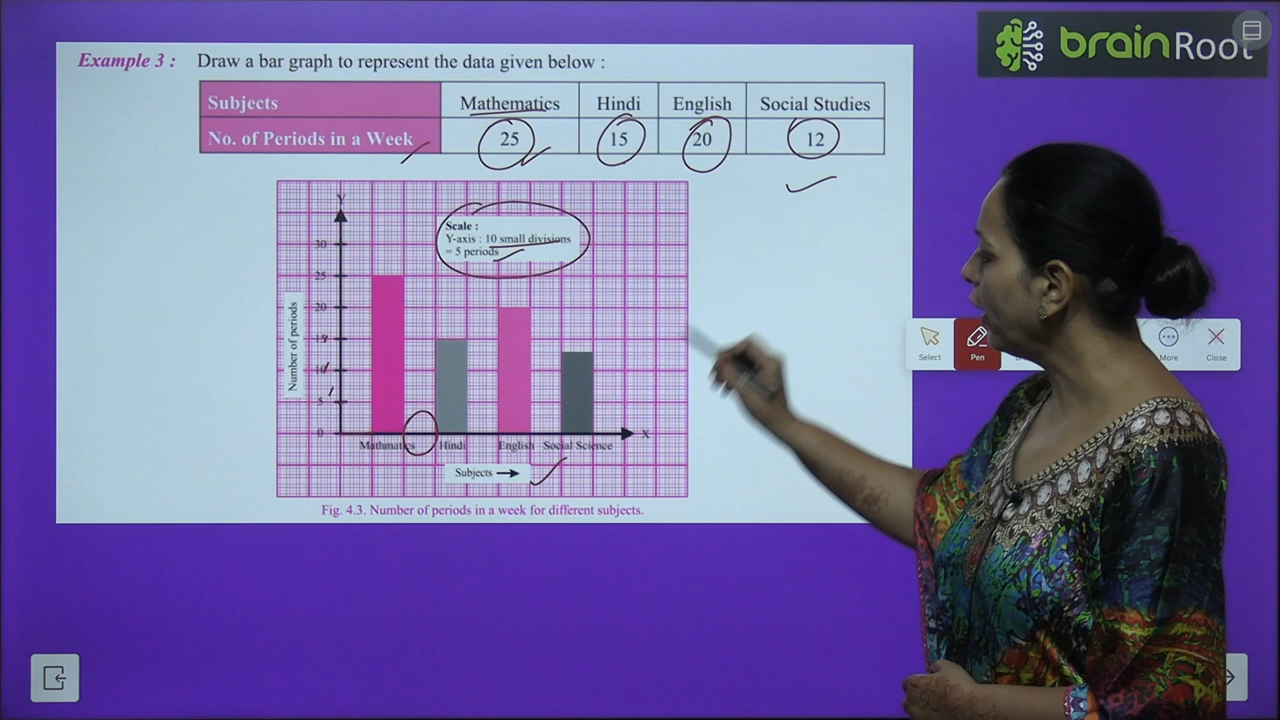 brainRoot
Example 3 : Draw a bar graph to represent the data given below :
Subjects Mathematics Hindi English Social Studies
No. of Periods in a Week 25 15 20 12
Y
Scale :
Y-axis : 10 small divisions
= 5 periods
30
25
20
15
10
5
0
Number of periods
X
Mathmatics Hindi English Social Science
Subjects
Fig. 4.3. Number of periods in a week for different subjects.
Select Pen More Close